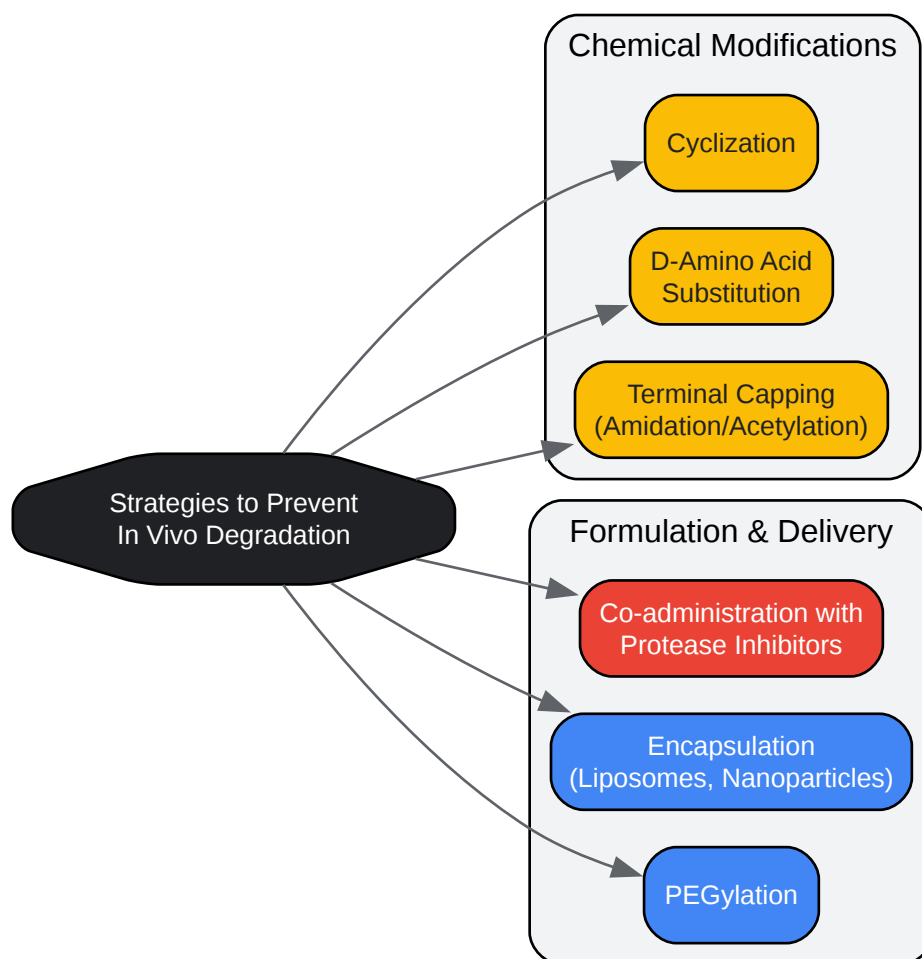 Chemical Modifications
Cyclization
D-Amino Acid
Substitution
Terminal Capping
(Amidation/Acetylation)
Strategies to Prevent
In Vivo Degradation
Formulation & Delivery
Co-administration with
Protease Inhibitors
Encapsulation
(Liposomes, Nanoparticles)
PEGylation